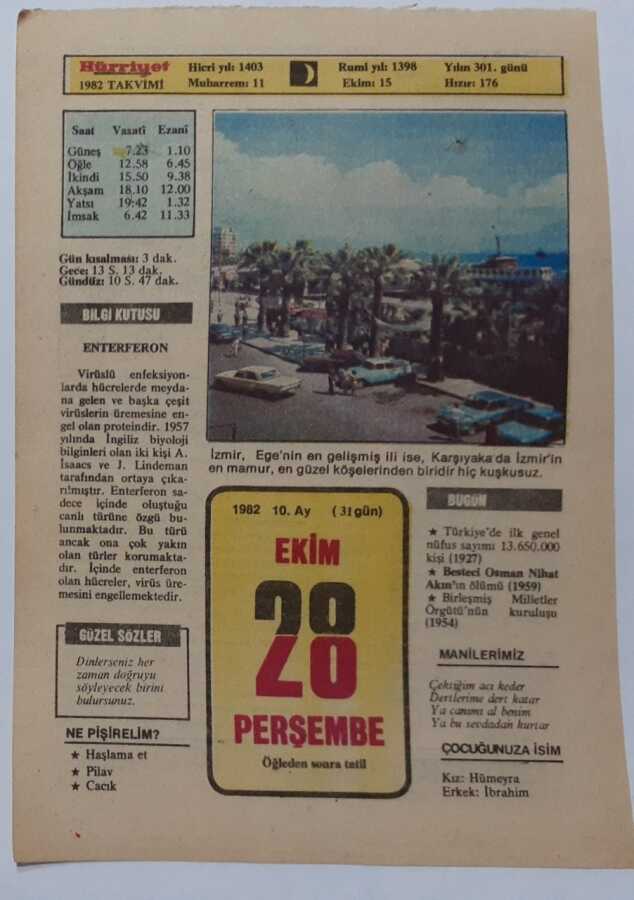 Hürriyet
1982 TAKVİMİ
Hicri yıl: 1403
Muharrem: 11
Rumi yıl: 1398
Ekim: 15
Yılın 301. günü
Hızır: 176
Saat Vasatî Ezanî
Güneş 7.23 1.10
Öğle 12.58 6.45
İkindi 15.50 9.38
Akşam 18.10 12.00
Yatsı 19:42 1.32
İmsak 6.42 11.33
Gün kısalması: 3 dak.
Gece: 13 S. 13 dak.
Gündüz: 10 S. 47 dak.
BİLGİ KUTUSU
ENTERFERON
Virüslü enfeksiyon-
larda hücrelerde meyda-
na gelen ve başka çeşit
virüslerin üremesine en-
gel olan proteindir. 1957
yılında İngiliz biyoloji
bilginleri olan iki kişi A.
Isaacs ve J. Lindeman
tarafından ortaya çıka-
rılmıştır. Enterferon sa-
dece içinde oluştuğu
canlı türüne özgü bu-
lunmaktadır. Bu türü
ancak ona çok yakın
olan türler korumakta-
dır. İçinde enterferon
olan hücreler, virüs üre-
mesini engellemektedir.
GÜZEL SÖZLER
Dinlerseniz her
zaman doğruyu
söyleyecek birini
bulursunuz.
NE PİŞİRELİM?
★ Haşlama et
★ Pilav
★ Cacık
İzmir, Ege'nin en gelişmiş ili ise, Karşıyaka da İzmir'in
en mamur, en güzel köşelerinden biridir hiç kuşkusuz.
1982 10. Ay (31 gün)
EKİM
28
PERŞEMBE
Öğleden sonra tatil
BUGÜN
★ Türkiye'de ilk genel
nüfus sayımı 13.650.000
kişi (1927)
★ Besteci Osman Nihat
Akın'ın ölümü (1959)
★ Birleşmiş Milletler
Örgütü'nün kuruluşu
(1954)
MANİLERİMİZ
Çektiğim acı keder
Dertlerime dert katar
Ya canımı al benim
Ya bu sevdadan kurtar
ÇOCUĞUNUZA İSİM
Kız: Hümeyra
Erkek: İbrahim